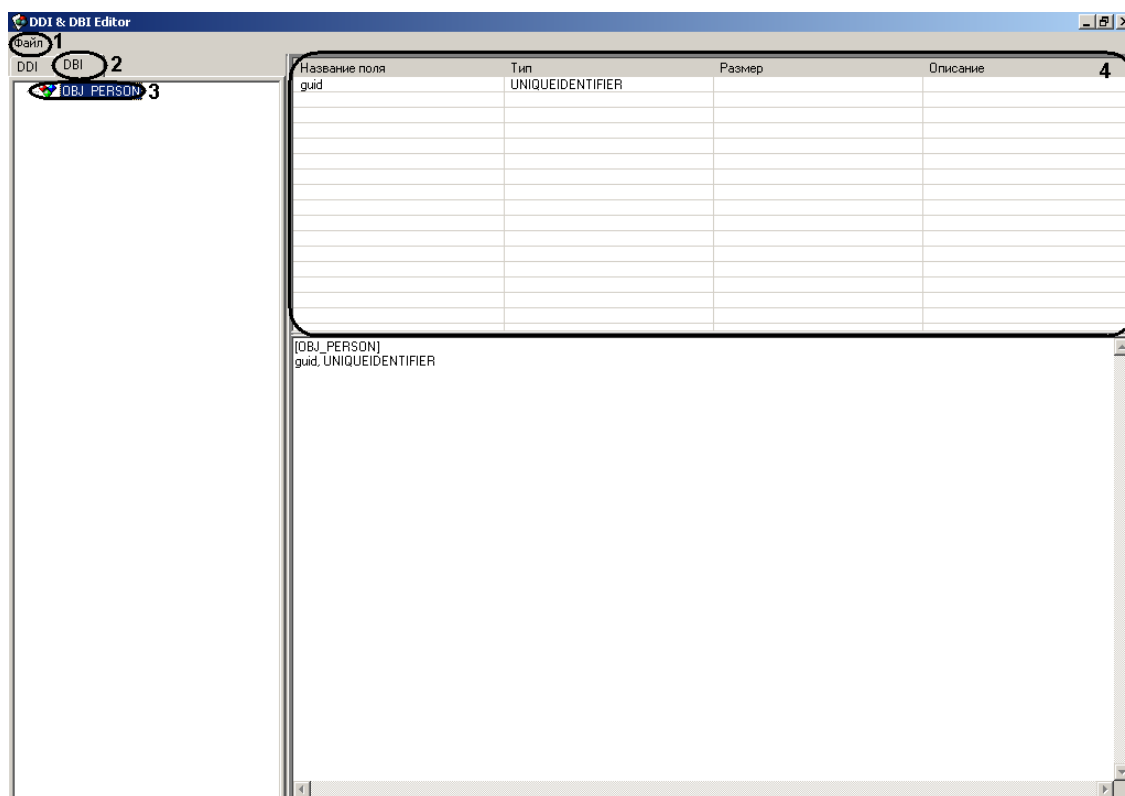 DDI & DBI Editor
Файл 1
DDI DBI 2
OBJ_PERSON 3
Название поля Тип Размер Описание 4
guid UNIQUEIDENTIFIER
[OBJ_PERSON]
guid, UNIQUEIDENTIFIER